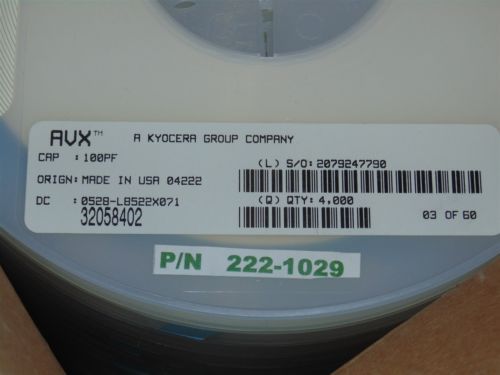 AVX™ A KYOCERA GROUP COMPANY
CAP : 100PF
(L) S/O: 2079247790
ORIGN: MADE IN USA 04222
DC : 0528-L8522X071
(Q) QTY: 4,000
32058402
03 OF 60
P/N 222-1029